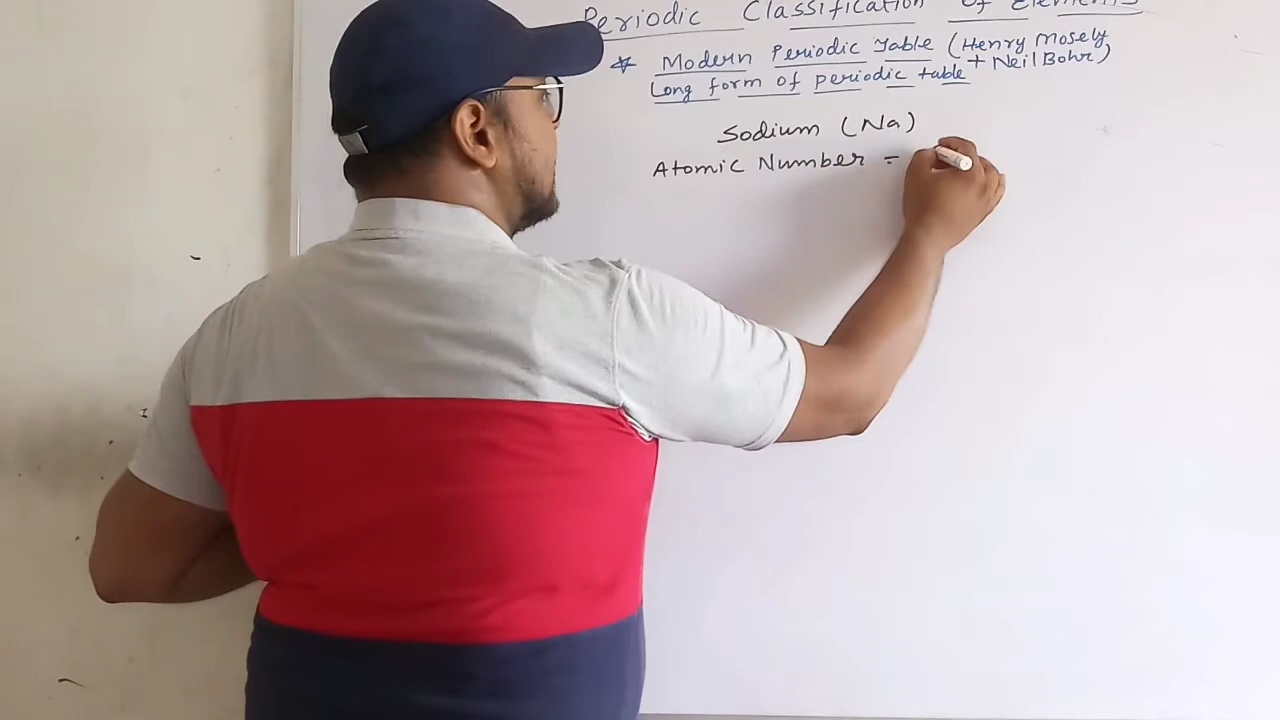 Periodic Classification of Elements
* Modern Periodic Table (Henry Mosely
Long form of periodic table + Neil Bohr)
Sodium (Na)
Atomic Number =